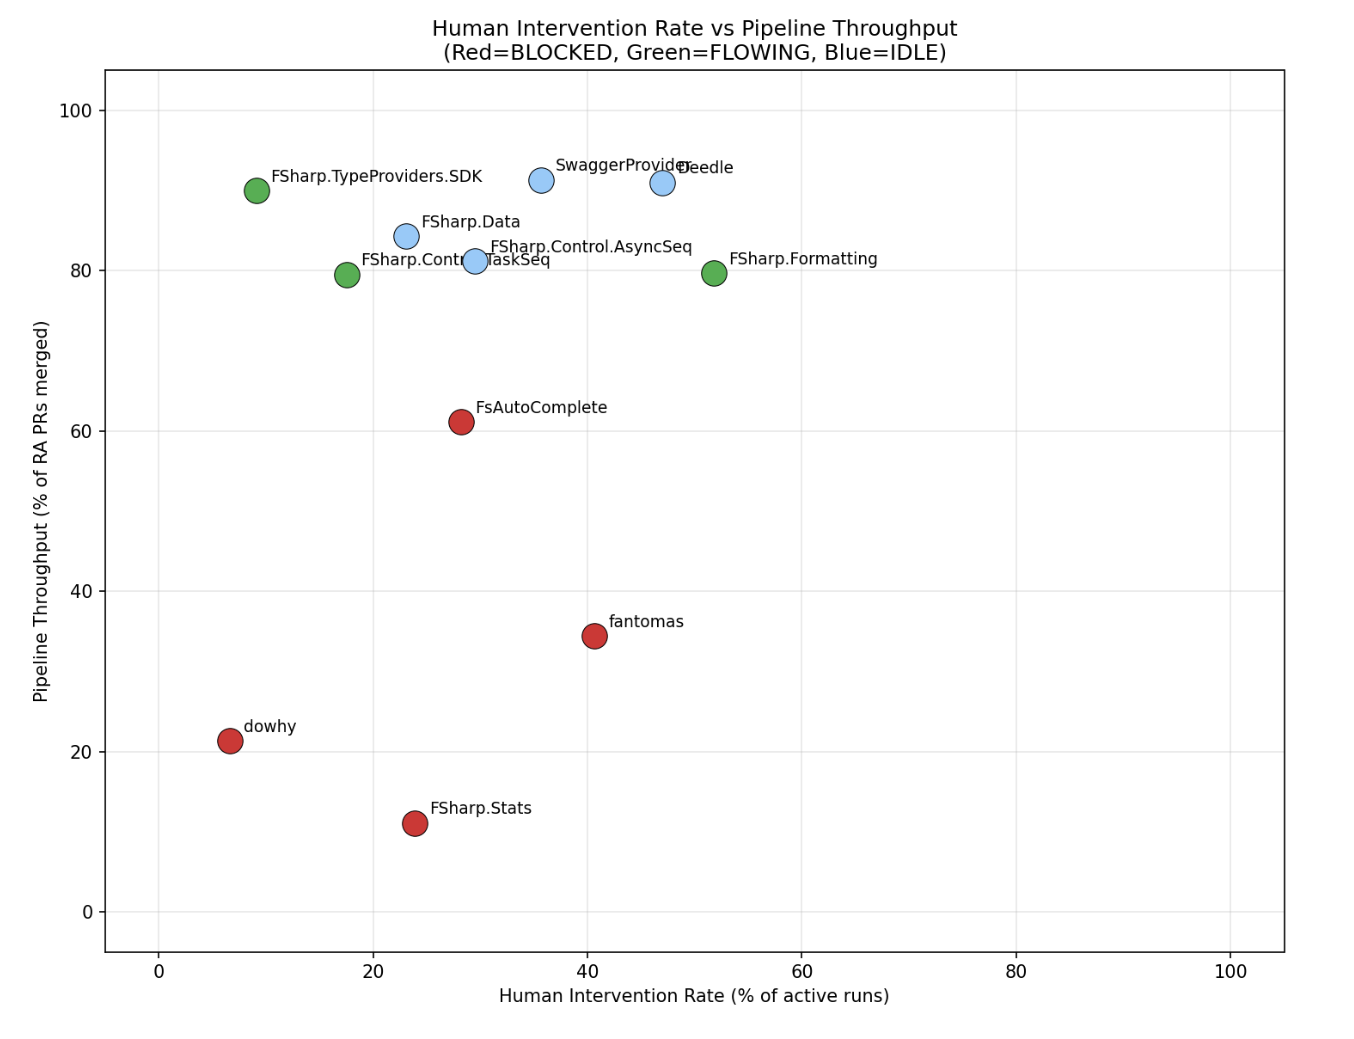 Human Intervention Rate vs Pipeline Throughput
(Red=BLOCKED, Green=FLOWING, Blue=IDLE)
100
80
60
40
20
0
Pipeline Throughput (% of RA PRs merged)
SwaggerProvider
Deedle
FSharp.TypeProviders.SDK
FSharp.Data
FSharp.Control.AsyncSeq
FSharp.Control.TaskSeq
FSharp.Formatting
FsAutoComplete
fantomas
dowhy
FSharp.Stats
0 20 40 60 80 100
Human Intervention Rate (% of active runs)